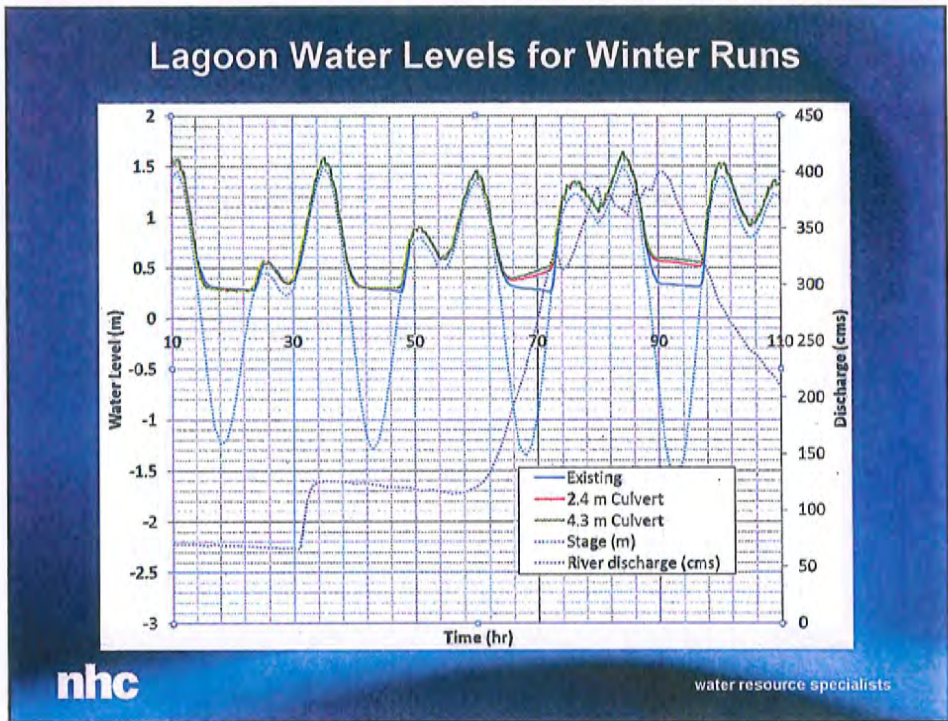 Lagoon Water Levels for Winter Runs
2
1.5
1
0.5
0
-0.5
-1
-1.5
-2
-2.5
-3
Water Level (m)
10
30
50
70
90
110
450
400
350
300
250
200
150
100
50
0
Discharge (cms)
Existing
2.4 m Culvert
4.3 m Culvert
Stage (m)
River discharge (cms)
Time (hr)
nhc
water resource specialists